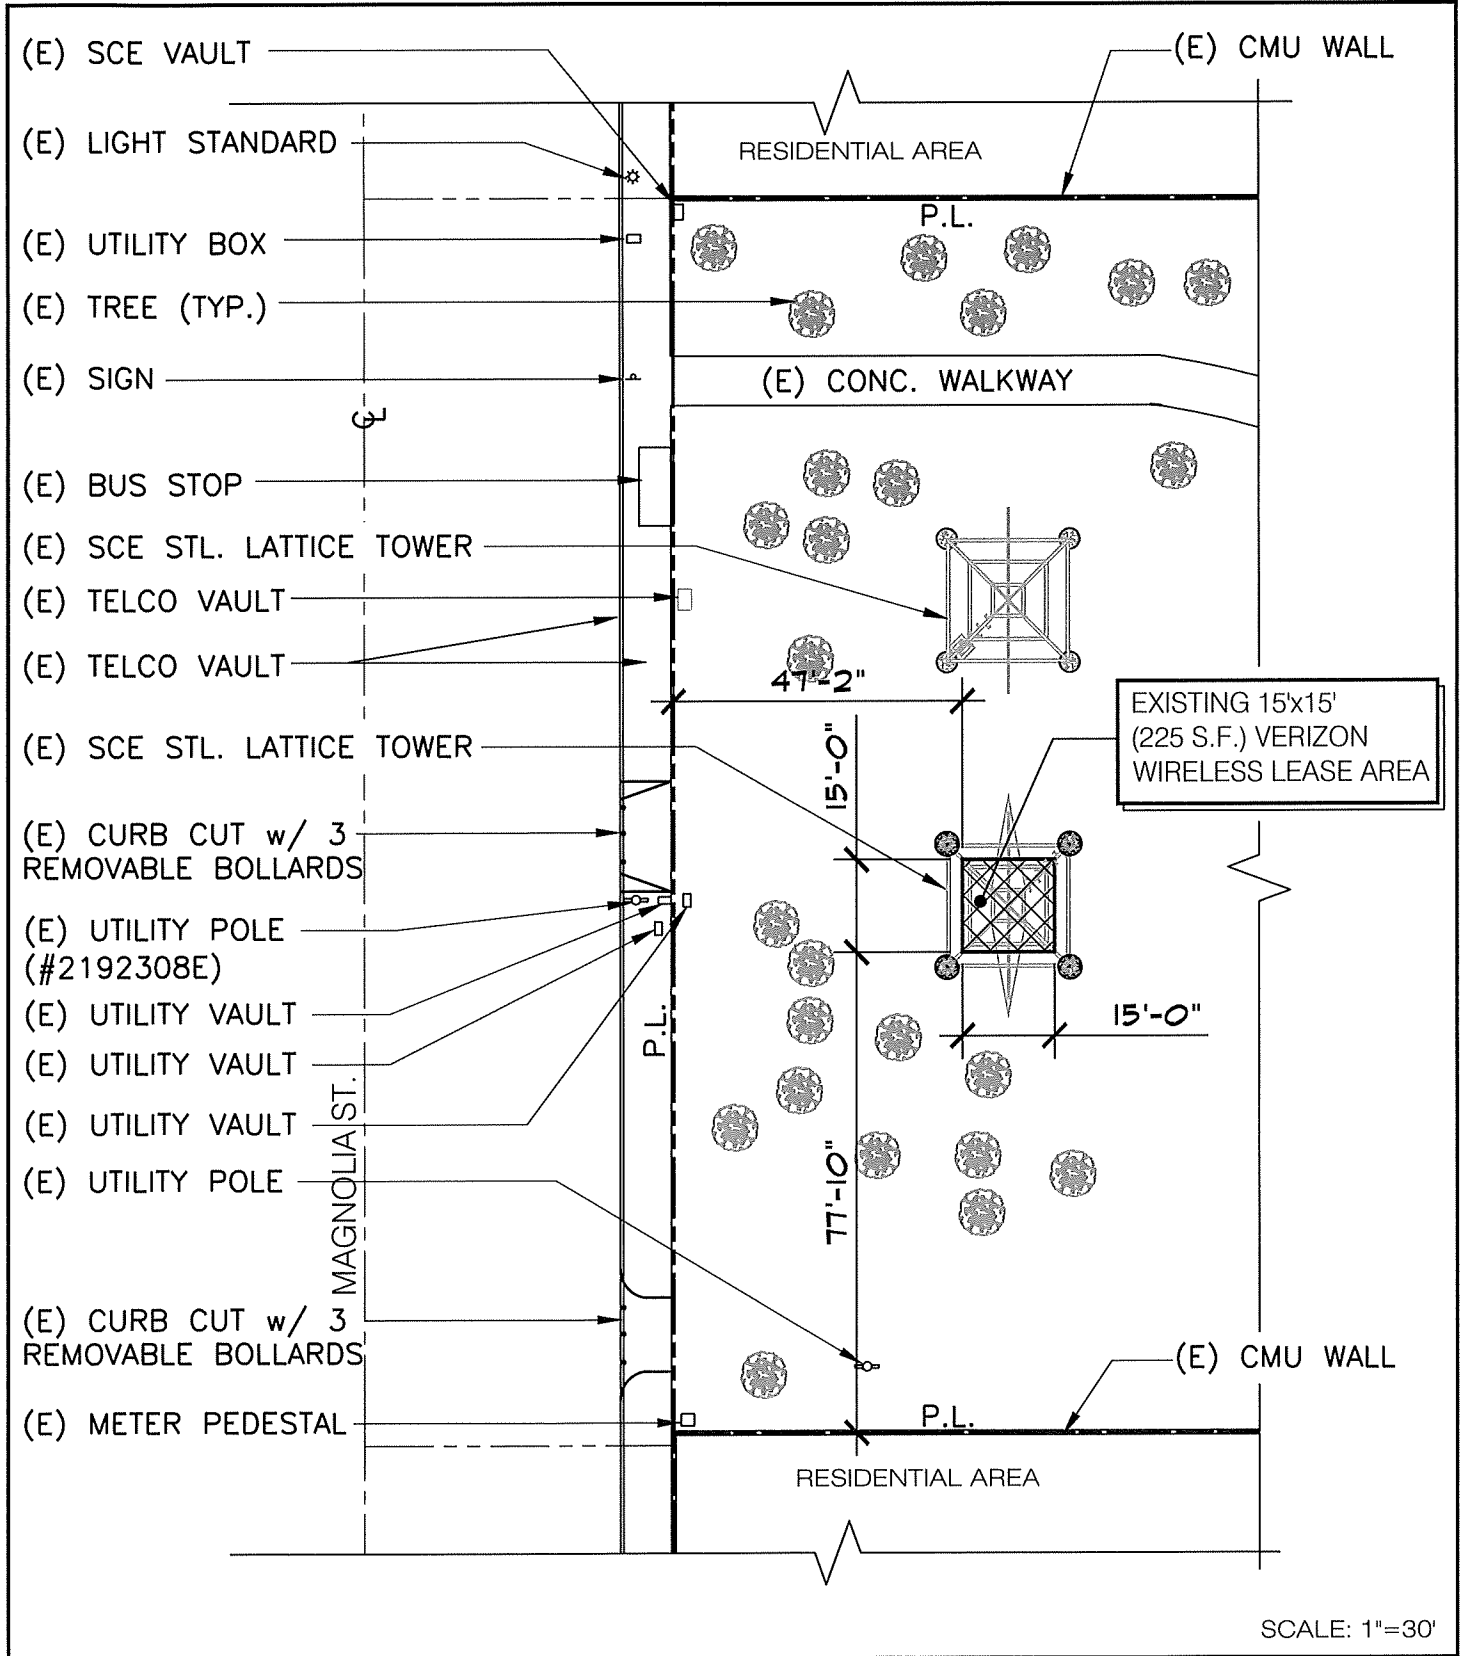 (E) SCE VAULT
(E) CMU WALL
(E) LIGHT STANDARD
RESIDENTIAL AREA
P.L.
(E) UTILITY BOX
(E) TREE (TYP.)
(E) SIGN
(E) CONC. WALKWAY
CL
(E) BUS STOP
(E) SCE STL. LATTICE TOWER
(E) TELCO VAULT
(E) TELCO VAULT
47'-2"
EXISTING 15'x15'
(225 S.F.) VERIZON
WIRELESS LEASE AREA
(E) SCE STL. LATTICE TOWER
15'-0"
(E) CURB CUT w/ 3
REMOVABLE BOLLARDS
(E) UTILITY POLE
(#2192308E)
(E) UTILITY VAULT
15'-0"
P.L.
(E) UTILITY VAULT
(E) UTILITY VAULT
MAGNOLIA ST.
(E) UTILITY POLE
77'-10"
(E) CURB CUT w/ 3
REMOVABLE BOLLARDS
(E) CMU WALL
(E) METER PEDESTAL
P.L.
RESIDENTIAL AREA
SCALE: 1"=30'